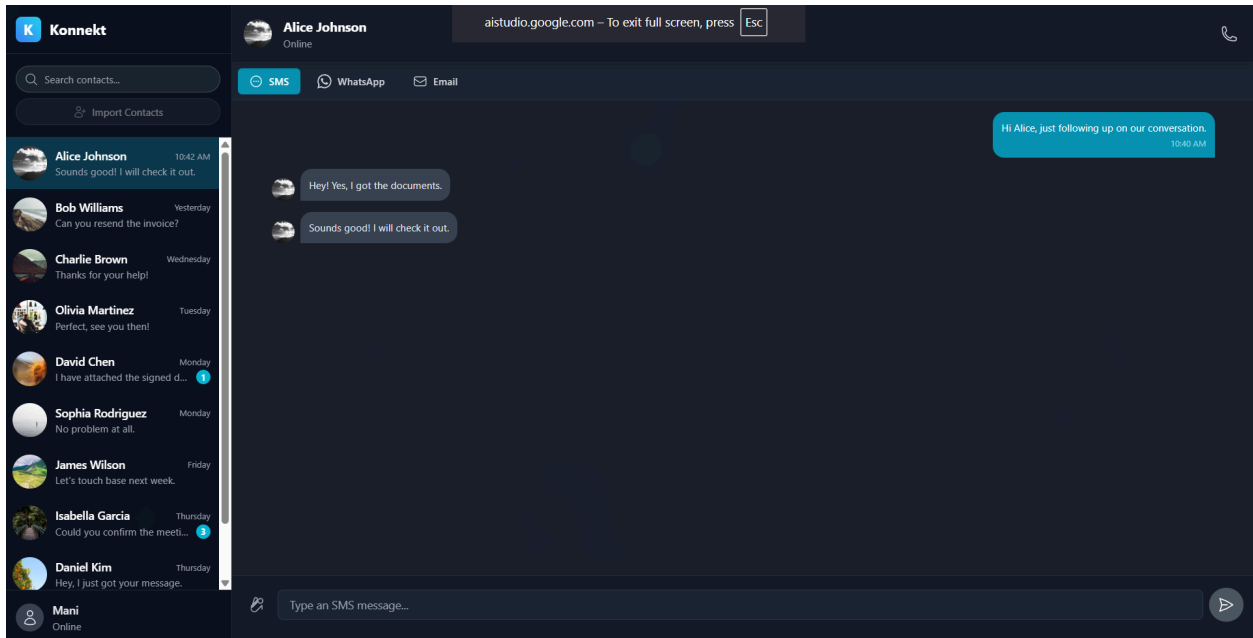 K Konnekt
Search contacts...
Import Contacts
Alice Johnson 10:42 AM
Sounds good! I will check it out.
Bob Williams Yesterday
Can you resend the invoice?
Charlie Brown Wednesday
Thanks for your help!
Olivia Martinez Tuesday
Perfect, see you then!
David Chen Monday
I have attached the signed d... 1
Sophia Rodriguez Monday
No problem at all.
James Wilson Friday
Let's touch base next week.
Isabella Garcia Thursday
Could you confirm the meeti... 3
Daniel Kim Thursday
Hey, I just got your message.
Mani
Online
Alice Johnson
Online
aistudio.google.com – To exit full screen, press Esc
SMS WhatsApp Email
Hi Alice, just following up on our conversation.
10:40 AM
Hey! Yes, I got the documents.
Sounds good! I will check it out.
Type an SMS message...